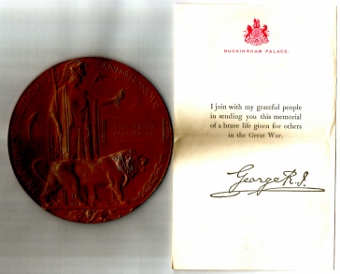 BUCKINGHAM PALACE.
I join with my grateful people
in sending you this memorial
of a brave life given for others
in the Great War.
George R.I.